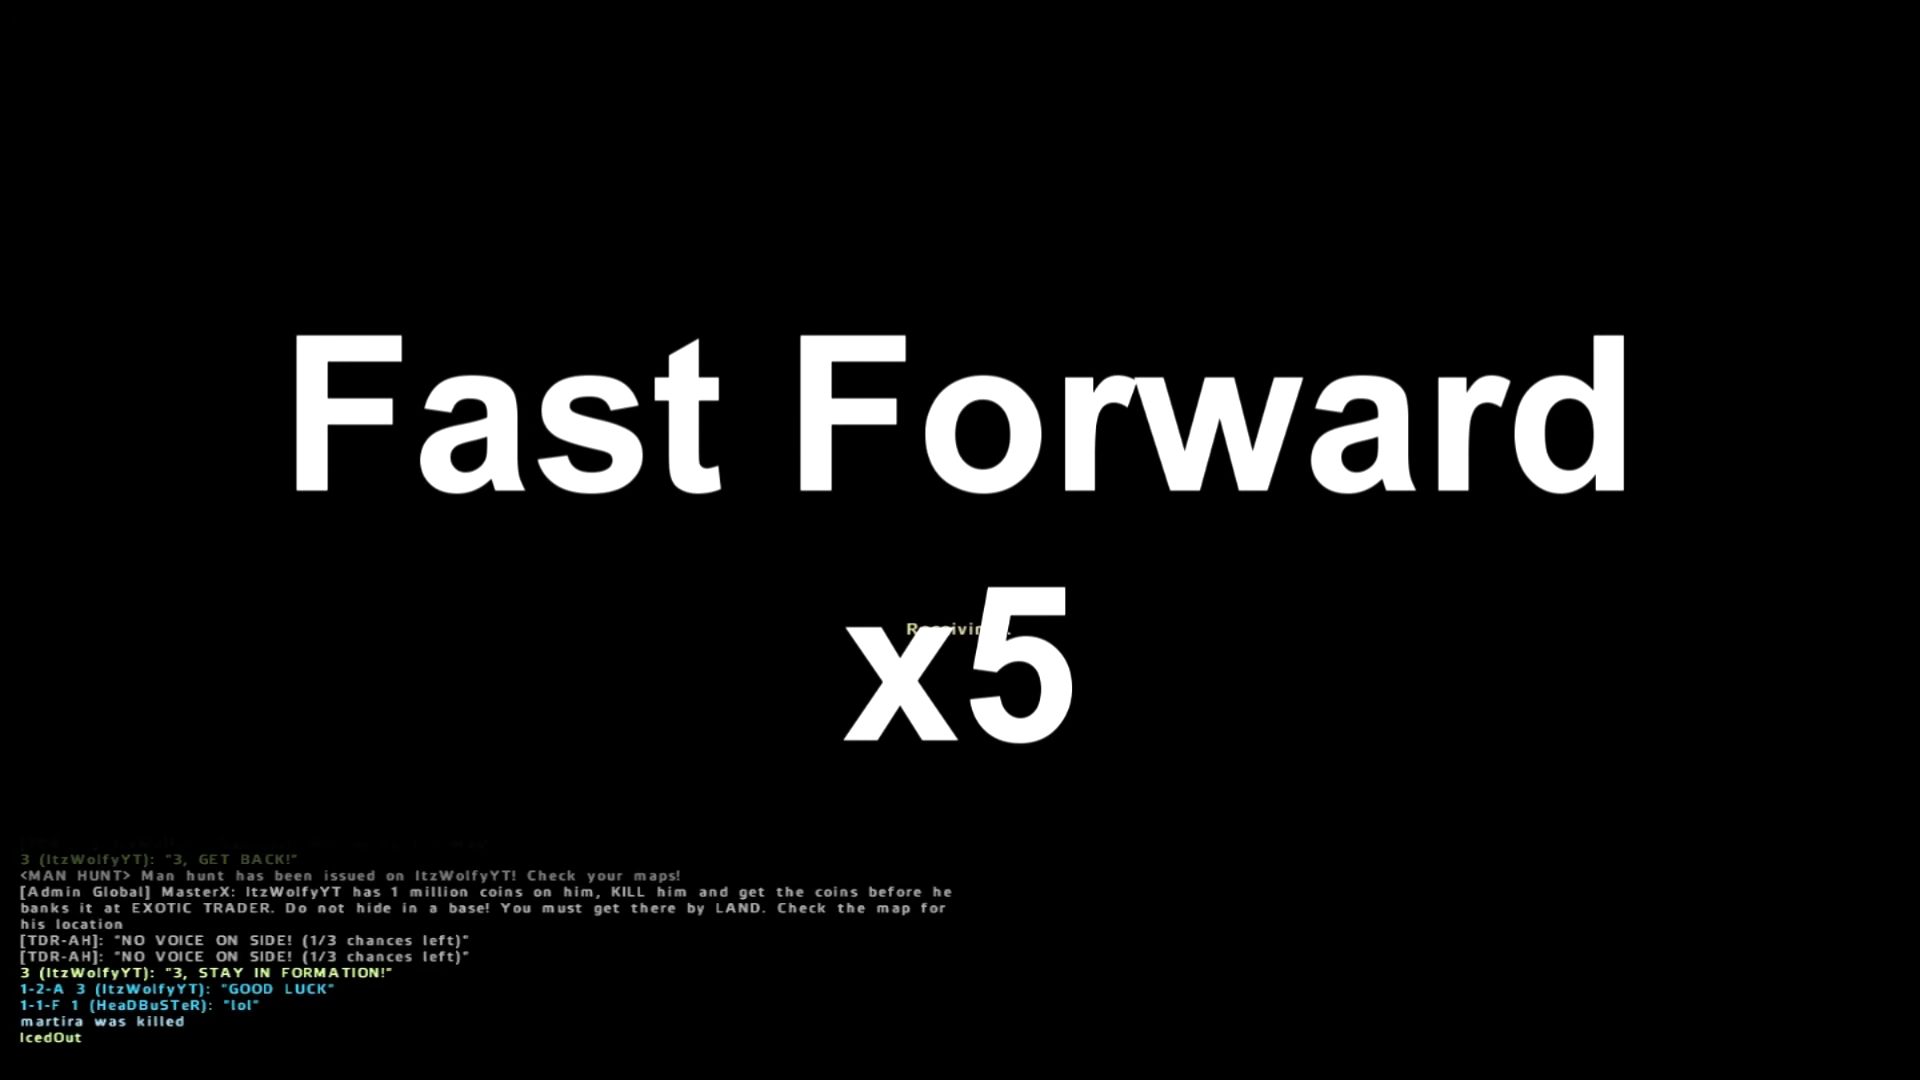 Fast Forward
x5
3 (ItzWolfyYT): "3, GET BACK!"
<MAN HUNT> Man hunt has been issued on ItzWolfyYT! Check your maps!
[Admin Global] MasterX: ItzWolfyYT has 1 million coins on him, KILL him and get the coins before he
banks it at EXOTIC TRADER. Do not hide in a base! You must get there by LAND. Check the map for
his location
[TDR-AH]: "NO VOICE ON SIDE! (1/3 chances left)"
[TDR-AH]: "NO VOICE ON SIDE! (1/3 chances left)"
3 (ItzWolfyYT): "3, STAY IN FORMATION!"
1-2-A 3 (ItzWolfyYT): "GOOD LUCK"
1-1-F 1 (HeaDBuSTeR): "lol"
martira was killed
IcedOut